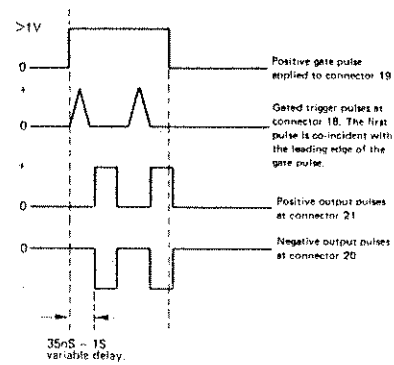 >1V
0
Positive gate pulse
applied to connector 19
+
0
Gated trigger pulses at
connector 18. The first
pulse is co-incident with
the leading edge of the
gate pulse.
+
0
Positive output pulses
at connector 21
0
-
Negative output pulses
at connector 20
35nS – 1S
variable delay.